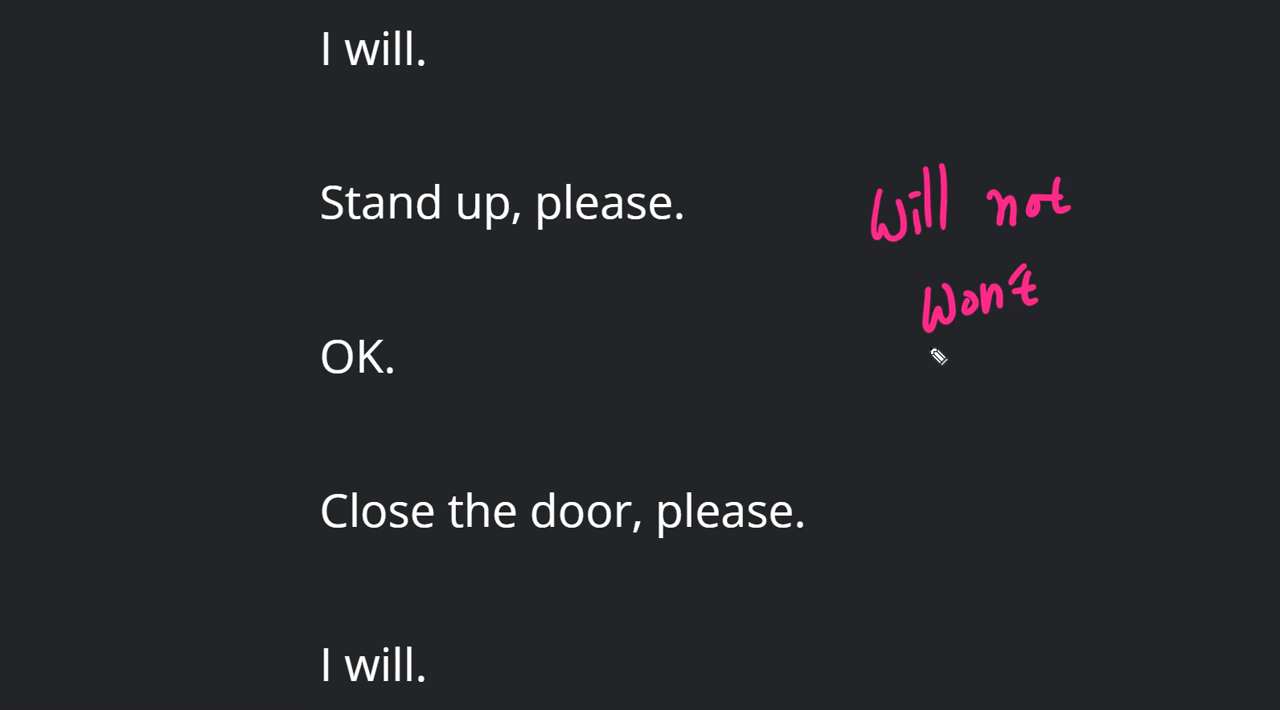 I will.
Stand up, please.
Will not
Won't
OK.
Close the door, please.
I will.